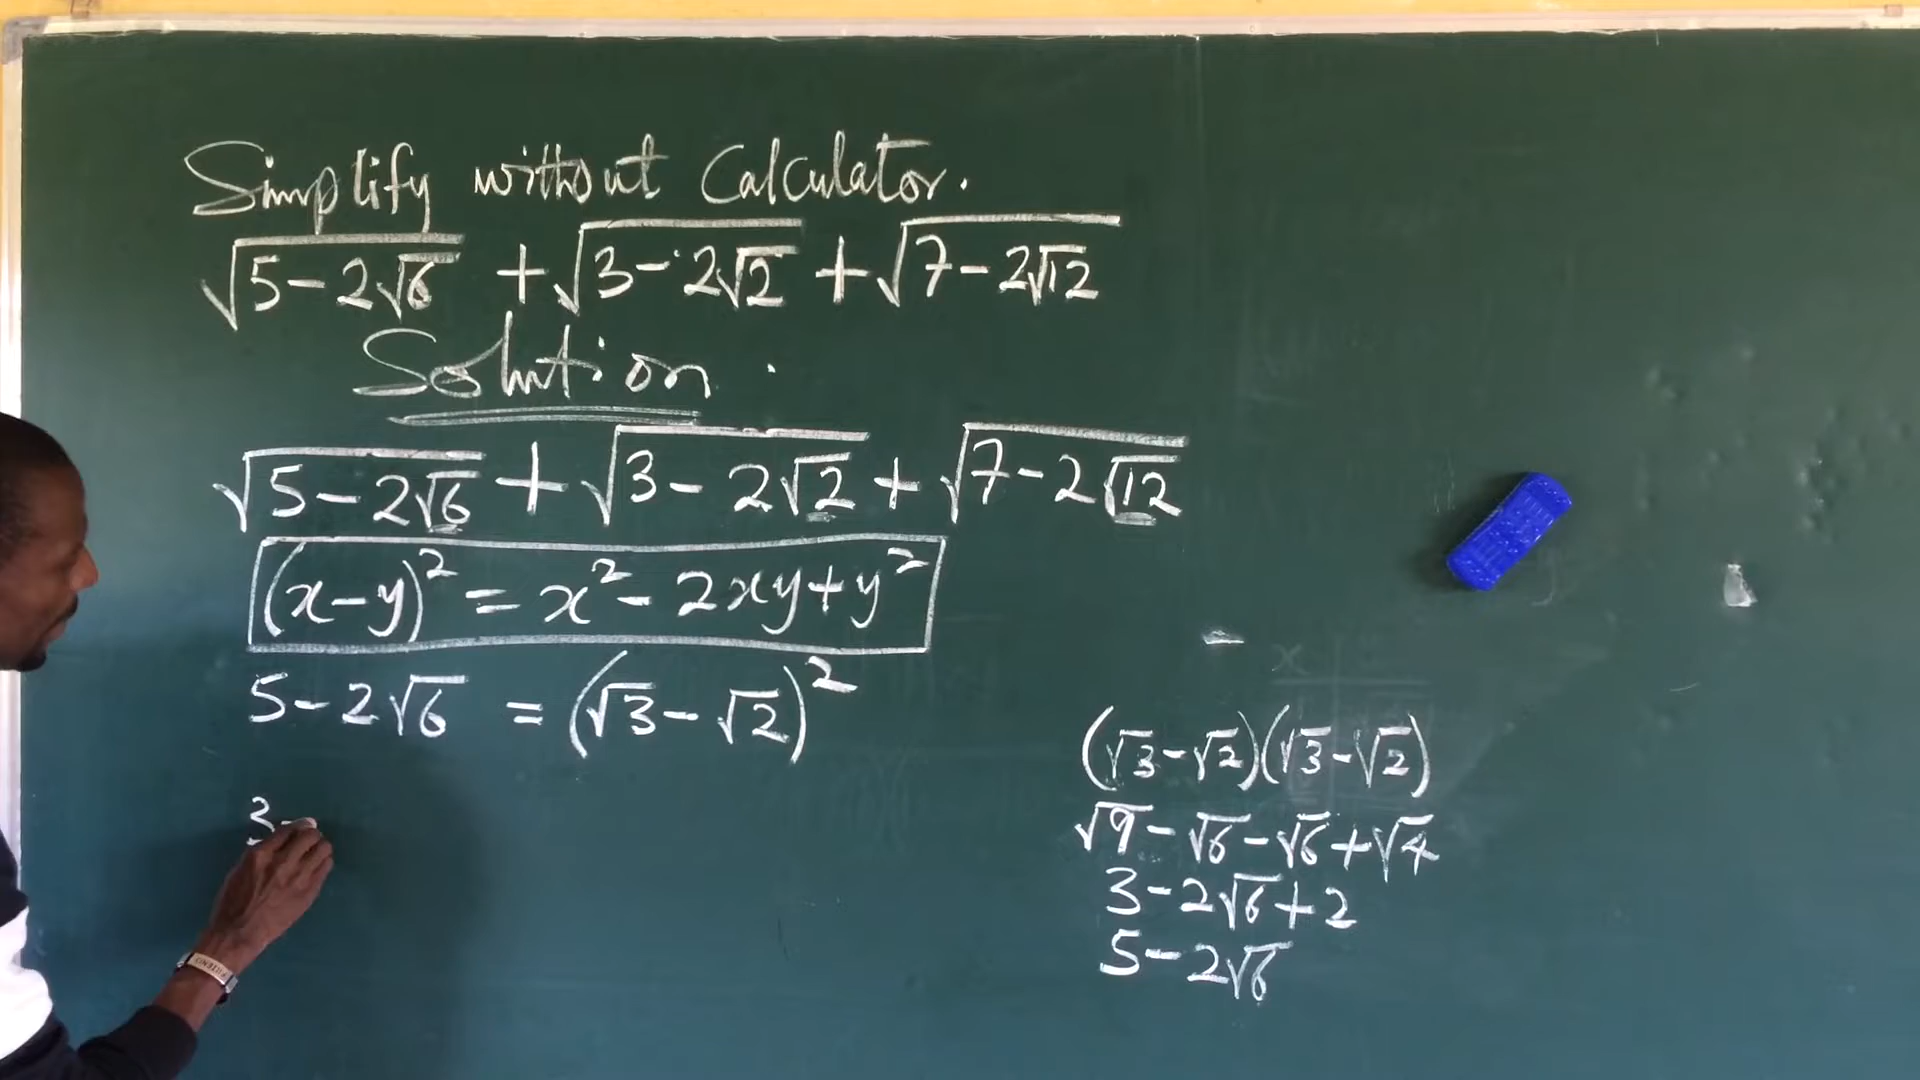 Simplify without Calculator.
√(5-2√6) + √(3-2√2) + √(7-2√12)
Solution.
√(5-2√6) + √(3-2√2) + √(7-2√12)
(x-y)² = x² - 2xy + y²
5-2√6 = (√3-√2)²
3-
(√3-√2)(√3-√2)
√9-√6-√6+√4
3-2√6+2
5-2√6